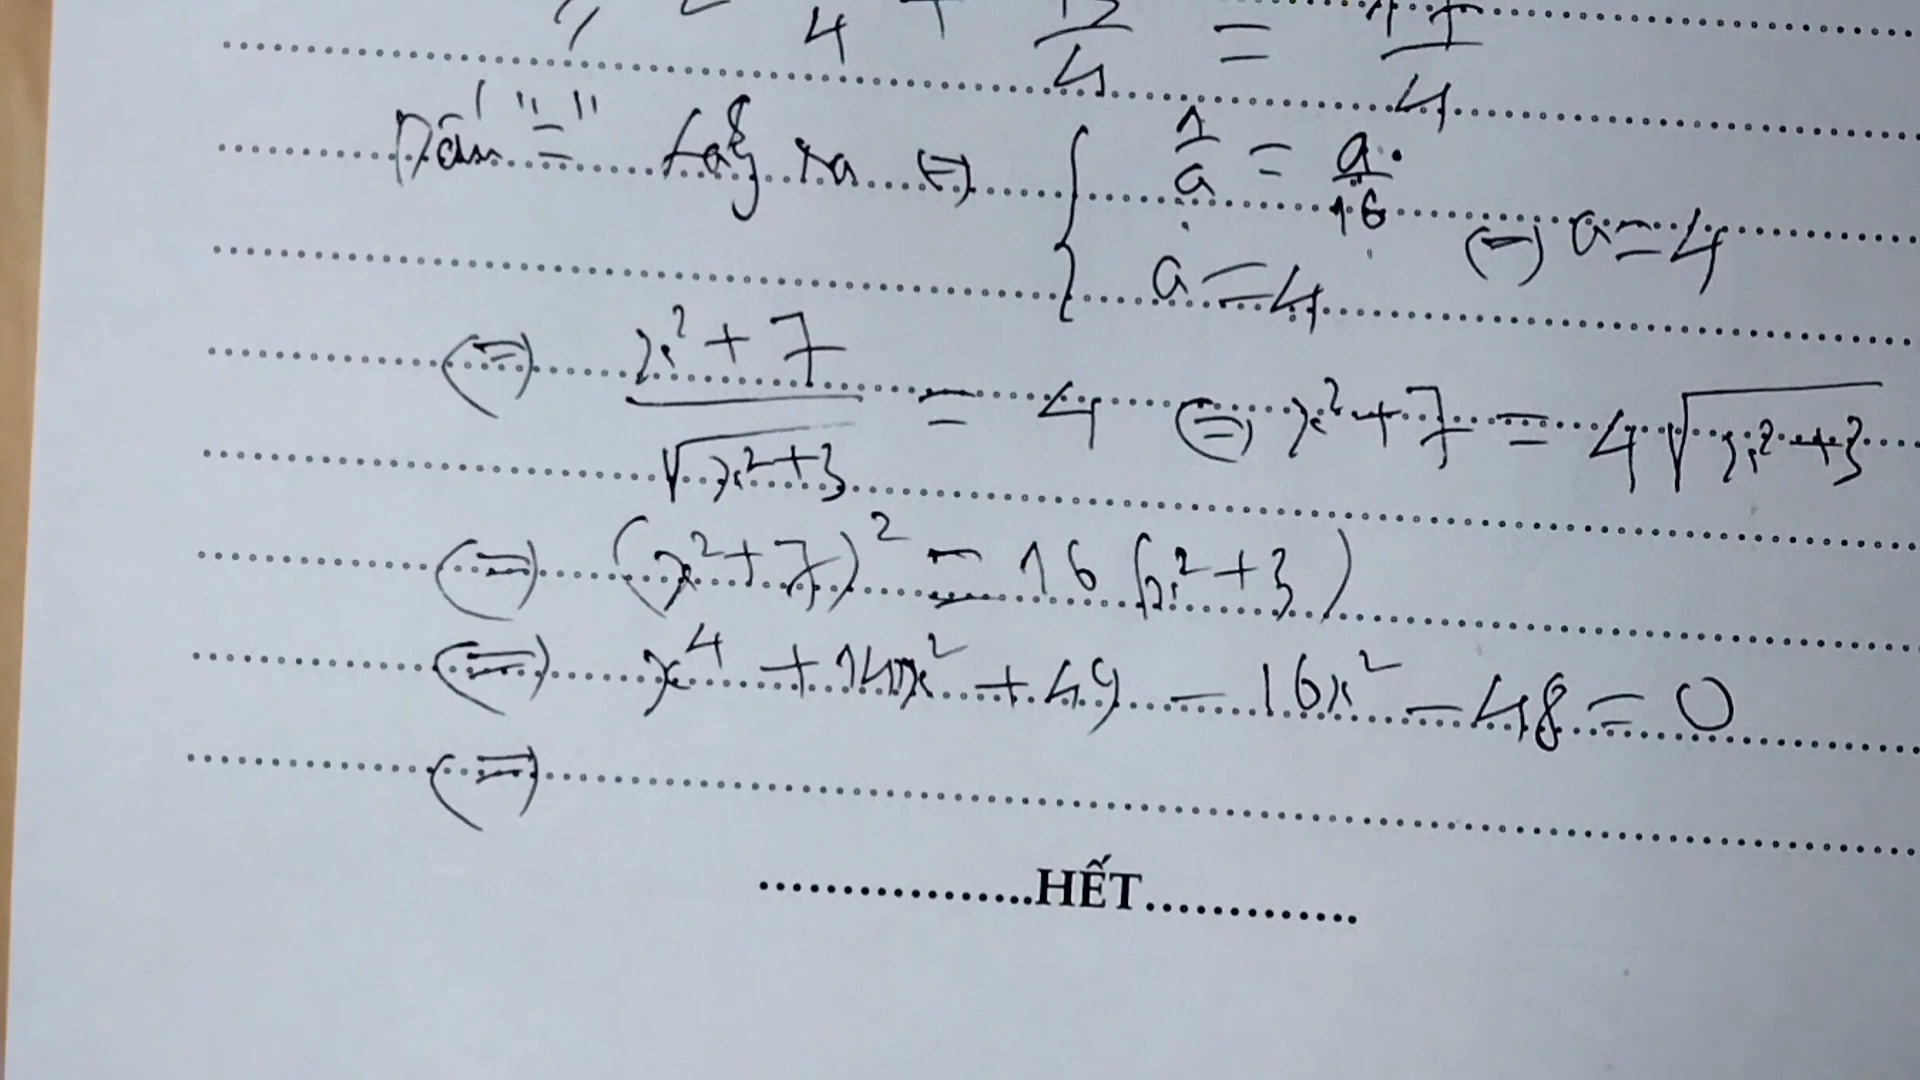 4 + 15/4 = 17/4
Dấu "=" xảy ra ⇔ { 1/a = a/16
a = 4 ⇔ a = 4
⇔ (x² + 7)/√(x² + 3) = 4 ⇔ x² + 7 = 4√(x² + 3)
⇔ (x² + 7)² = 16(x² + 3)
⇔ x⁴ + 14x² + 49 - 16x² - 48 = 0
⇔
..................HẾT.............